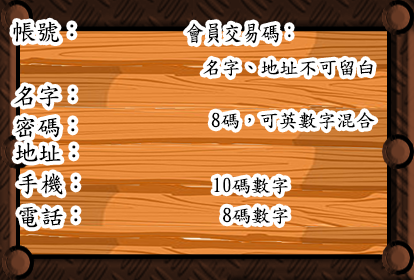 帳號： 會員交易碼：
名字、地址不可留白
名字：
密碼： 8碼，可英數字混合
地址：
手機： 10碼數字
電話： 8碼數字